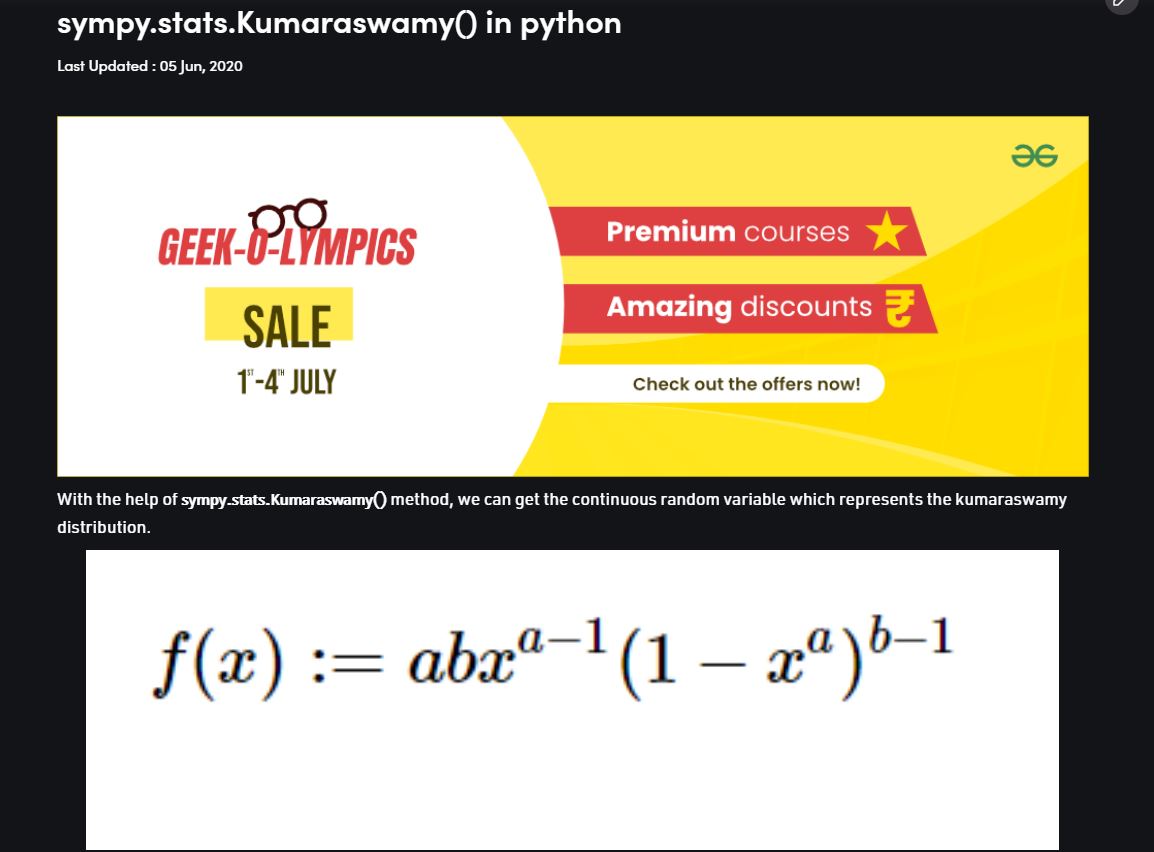 sympy.stats.Kumaraswamy() in python
Last Updated : 05 Jun, 2020
GEEK-O-LYMPICS
SALE
1ST-4TH JULY
Premium courses
Amazing discounts ₹
Check out the offers now!
With the help of sympy.stats.Kumaraswamy() method, we can get the continuous random variable which represents the kumaraswamy
distribution.
f(x) := abx^{a-1}(1 − x^a)^{b-1}